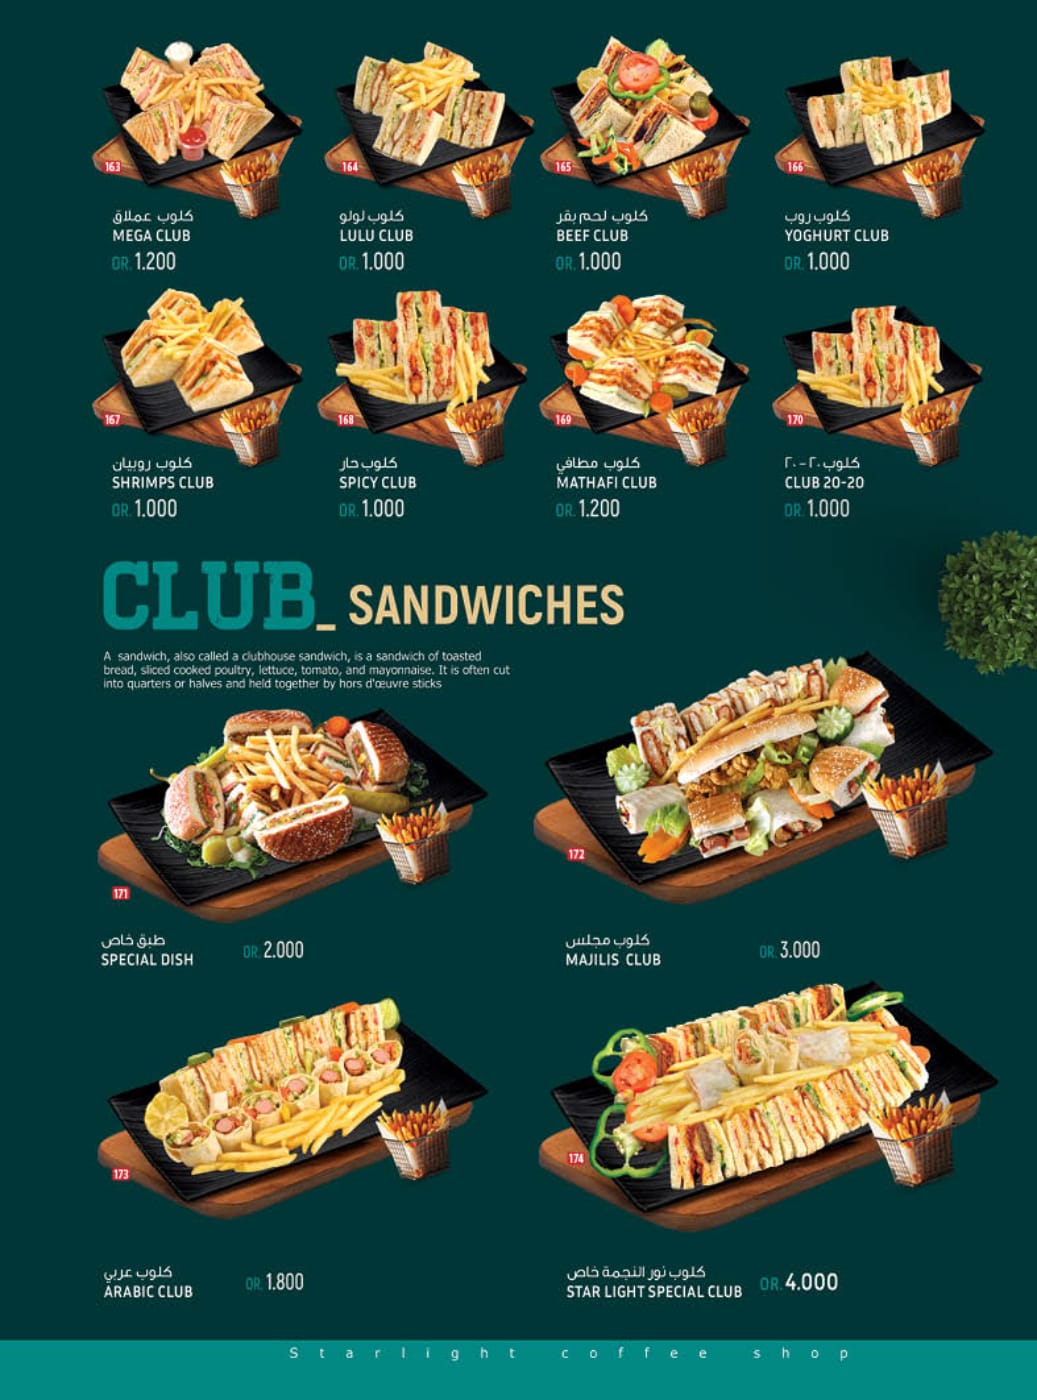 163
كلوب عملاق
MEGA CLUB
OR. 1.200
164
كلوب لولو
LULU CLUB
OR. 1.000
165
كلوب لحم بقر
BEEF CLUB
OR. 1.000
166
كلوب روب
YOGHURT CLUB
OR. 1.000
167
كلوب روبيان
SHRIMPS CLUB
OR. 1.000
168
كلوب حار
SPICY CLUB
OR. 1.000
169
كلوب مطافي
MATHAFI CLUB
OR. 1.200
170
كلوب ٢٠-٢٠
CLUB 20-20
OR. 1.000
CLUB_ SANDWICHES
A sandwich, also called a clubhouse sandwich, is a sandwich of toasted
bread, sliced cooked poultry, lettuce, tomato, and mayonnaise. It is often cut
into quarters or halves and held together by hors d'œuvre sticks
171
طبق خاص
SPECIAL DISH
OR. 2.000
172
كلوب مجلس
MAJILIS CLUB
OR. 3.000
173
كلوب عربي
ARABIC CLUB
OR. 1.800
174
كلوب نور النجمة خاص
STAR LIGHT SPECIAL CLUB
OR. 4.000
Starlight coffee shop